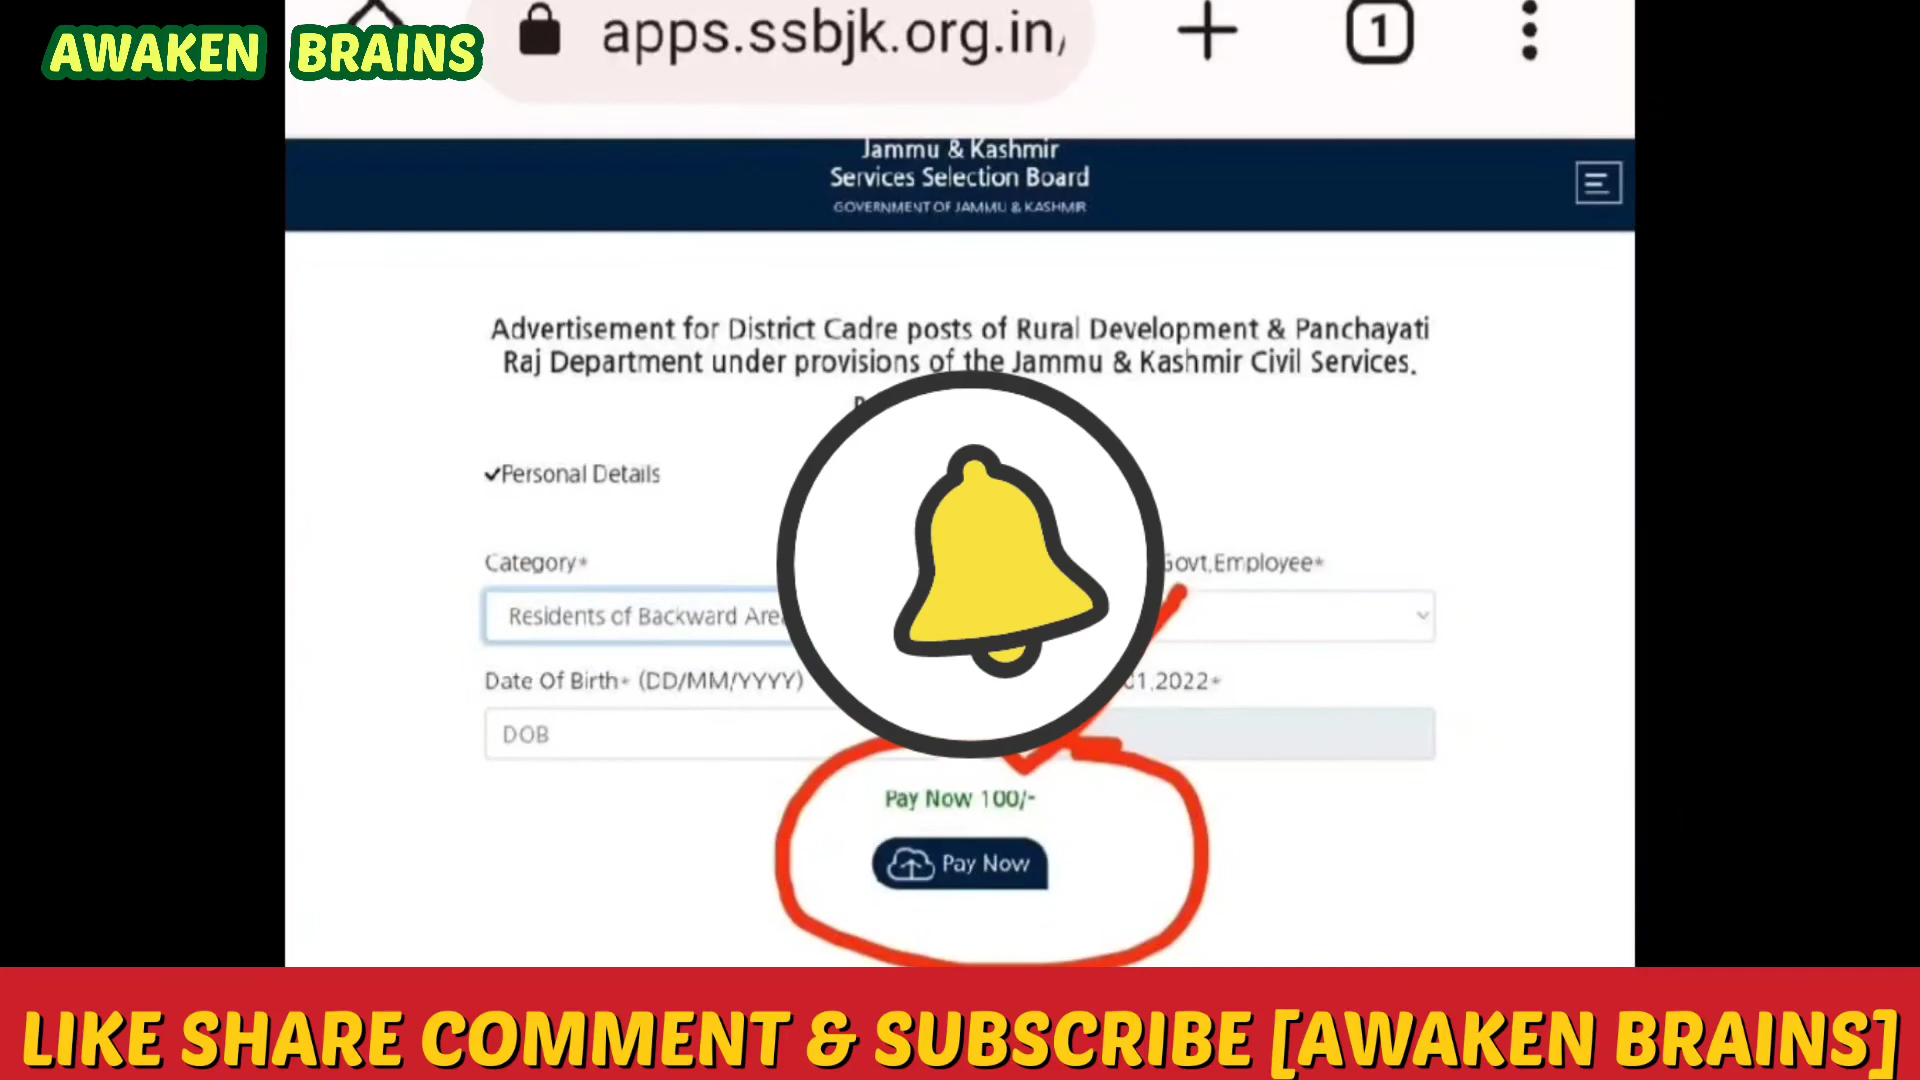 AWAKEN BRAINS
apps.ssbjk.org.in/
1
Jammu & Kashmir
Services Selection Board
GOVERNMENT OF JAMMU & KASHMIR
Advertisement for District Cadre posts of Rural Development & Panchayati
Raj Department under provisions of the Jammu & Kashmir Civil Services.
✔Personal Details
Category*
Govt.Employee*
Residents of Backward Area
Date Of Birth* (DD/MM/YYYY)
01.2022*
DOB
Pay Now 100/-
Pay Now
LIKE SHARE COMMENT & SUBSCRIBE [AWAKEN BRAINS]